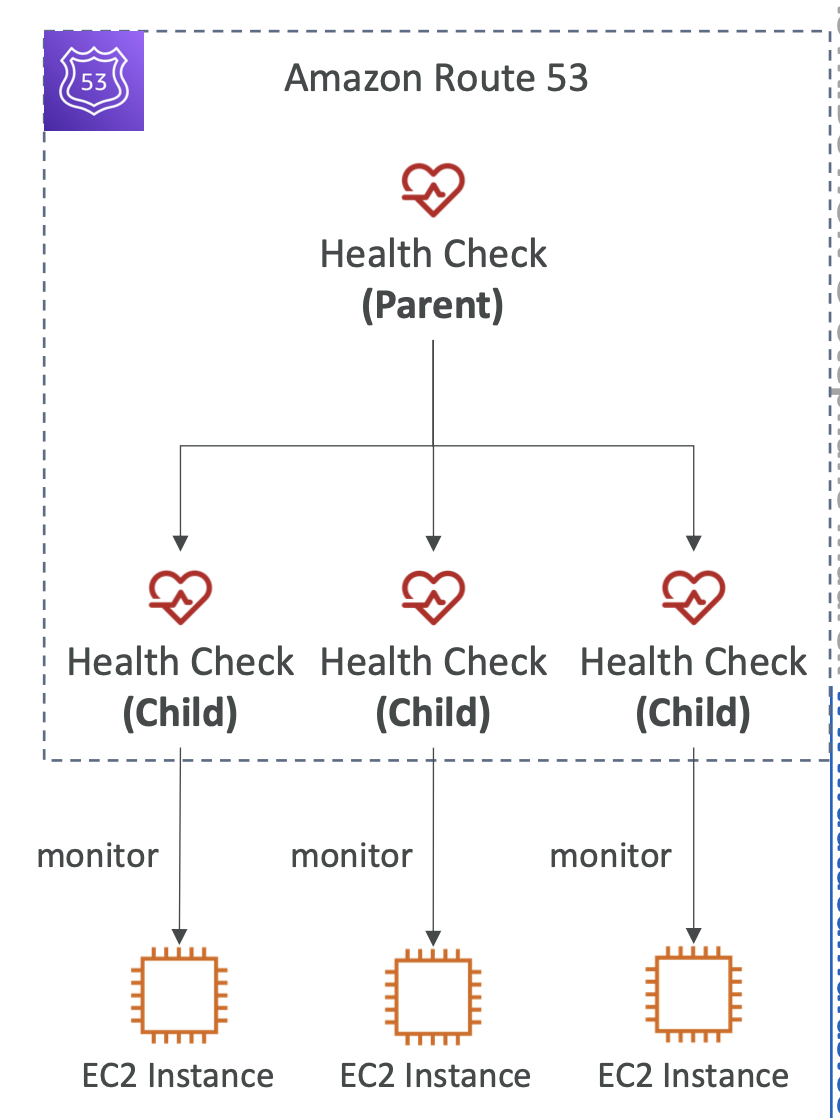 53
Amazon Route 53
Health Check
(Parent)
Health Check Health Check Health Check
(Child) (Child) (Child)
monitor monitor monitor
EC2 Instance EC2 Instance EC2 Instance